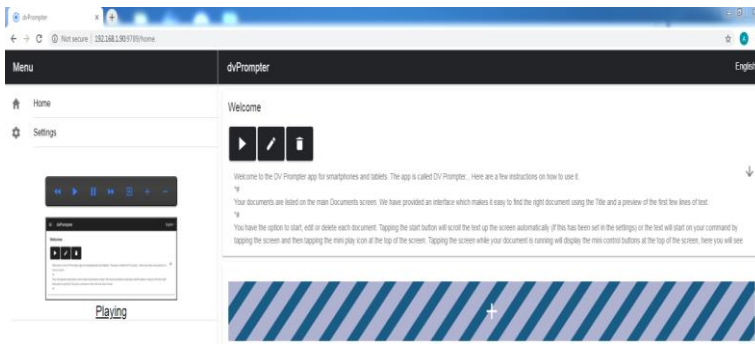 dvPrompter
Not secure | 192.168.1.90:9785/home
Menu
dvPrompter
English
Home
Settings
Welcome
Welcome to the DV Prompter app for smartphones and tablets. The app is called DV Prompter... Here are a few instructions on how to use it.
Your documents are listed on the main Documents screen. We have provided an interface which makes it easy to find the right document using the Title and a preview of the first few lines of text.
You have the option to start, edit or delete each document. Tapping the start button will scroll the text up the screen automatically (if this has been set in the settings) or the text will start on your command by
tapping the screen and then tapping the mini play icon at the top of the screen. Tapping the screen while your document is running will display the mini control buttons at the top of the screen, here you will see
Welcome
Playing